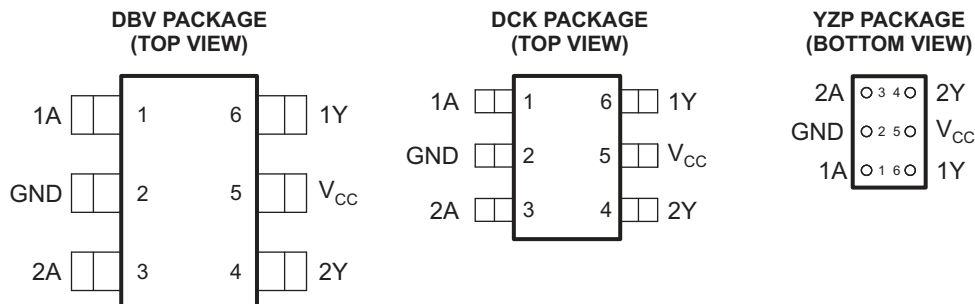 DBV PACKAGE
(TOP VIEW)
1A 1 6 1Y
GND 2 5 VCC
2A 3 4 2Y
DCK PACKAGE
(TOP VIEW)
1A 1 6 1Y
GND 2 5 VCC
2A 3 4 2Y
YZP PACKAGE
(BOTTOM VIEW)
2A 3 4 2Y
GND 2 5 VCC
1A 1 6 1Y